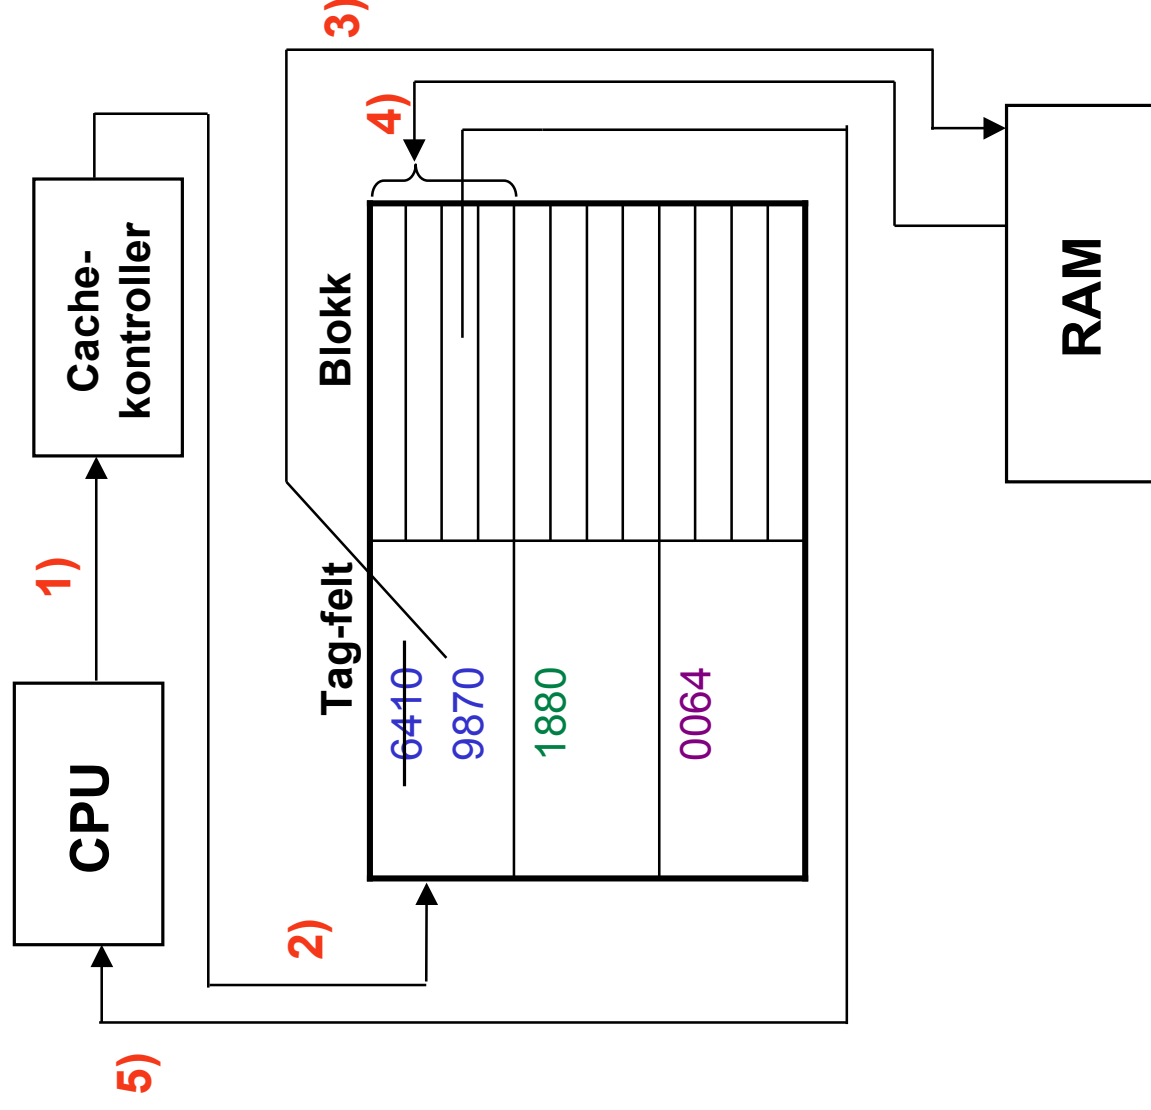 CPU
1)
Cache-
kontroller
5)
2)
3)
Tag-felt
Blokk
4)
6410
9870
1880
0064
RAM